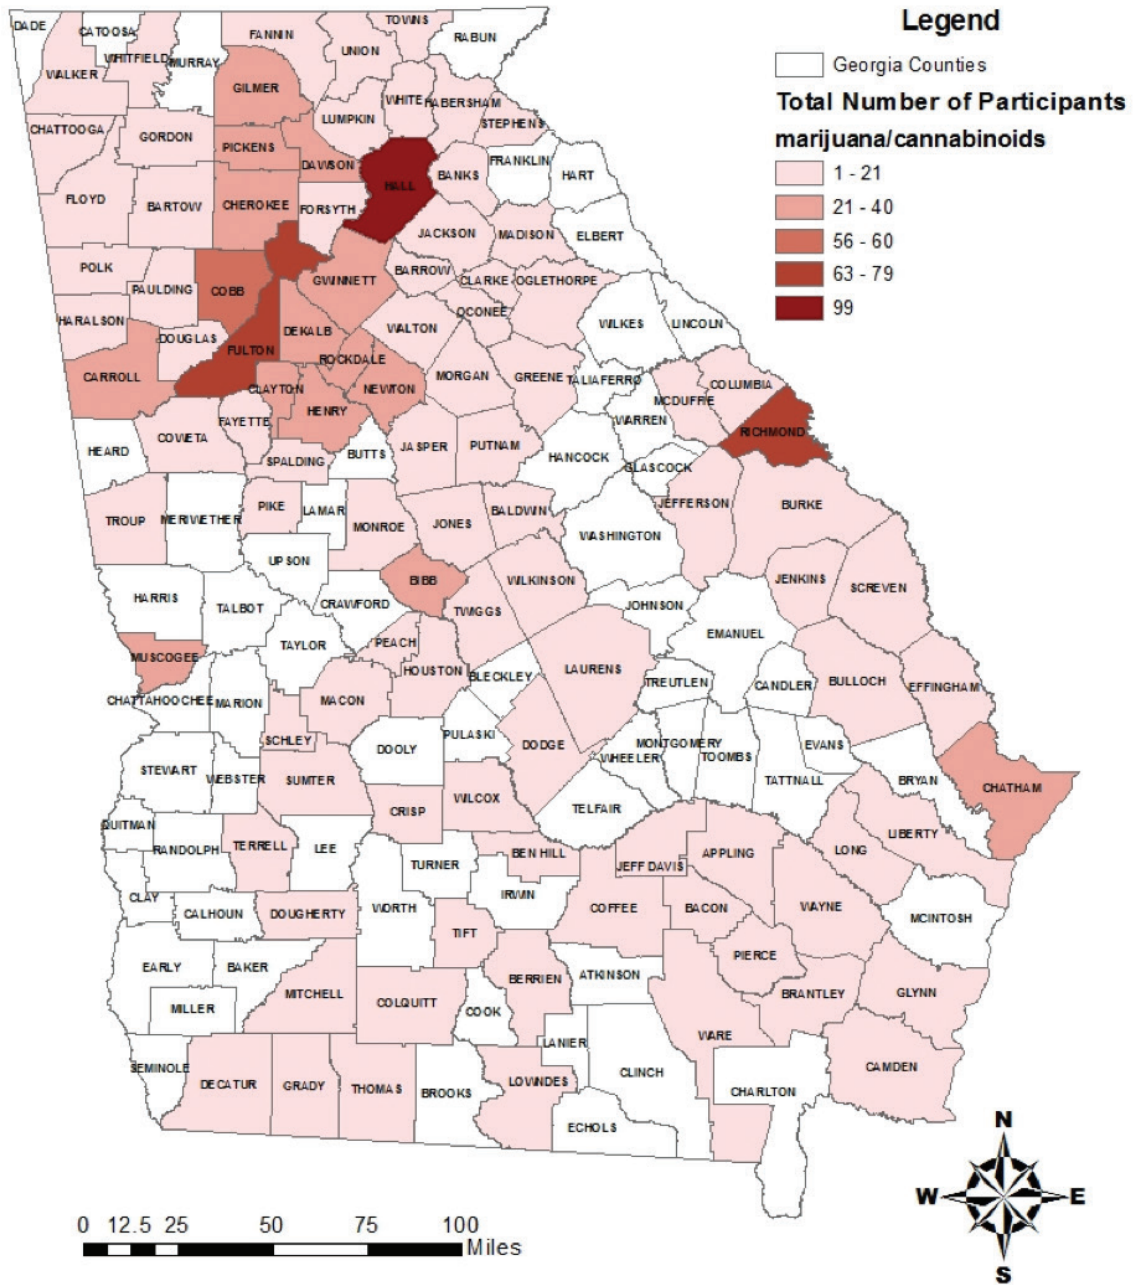 Legend
Georgia Counties
Total Number of Participants
marijuana/cannabinoids
1 - 21
21 - 40
56 - 60
63 - 79
99
DADE
CATOOSA
WHITFIELD
MURRAY
FANNIN
UNION
TOWNS
RABUN
WALKER
GILMER
WHITE
HABERSHAM
LUMPKIN
STEPHENS
CHATTOOGA
GORDON
PICKENS
DAWSON
HALL
BANKS
FRANKLIN
HART
FLOYD
BARTOW
CHEROKEE
FORSYTH
JACKSON
MADISON
ELBERT
POLK
PAULDING
COBB
GWINNETT
BARROW
CLARKE
OGLETHORPE
HARALSON
DOUGLAS
FULTON
DEKALB
WALTON
OCONEE
WILKES
LINCOLN
CARROLL
CLAYTON
ROCKDALE
NEWTON
HENRY
MORGAN
GREENE
TALIAFERRO
COLUMBIA
MCDUFFIE
WARREN
RICHMOND
HEARD
COWETA
FAYETTE
SPALDING
BUTTS
JASPER
PUTNAM
HANCOCK
GLASCOCK
TROUP
MERIWETHER
PIKE
LAMAR
MONROE
JONES
BALDWIN
WASHINGTON
JEFFERSON
BURKE
UPSON
BIBB
WILKINSON
JENKINS
SCREVEN
HARRIS
TALBOT
CRAWFORD
TWIGGS
JOHNSON
EMANUEL
MUSCOGEE
TAYLOR
PEACH
HOUSTON
BLECKLEY
LAURENS
TREUTLEN
CANDLER
BULLOCH
EFFINGHAM
CHATTAHOOCHEE
MARION
MACON
SCHLEY
DOOLY
PULASKI
DODGE
WHEELER
MONTGOMERY
TOOMBS
EVANS
TATTNALL
BRYAN
CHATHAM
STEWART
WEBSTER
SUMTER
CRISP
WILCOX
TELFAIR
LIBERTY
QUITMAN
RANDOLPH
TERRELL
LEE
TURNER
BEN HILL
JEFF DAVIS
APPLING
LONG
CLAY
CALHOUN
DOUGHERTY
WORTH
IRWIN
COFFEE
BACON
WAYNE
MCINTOSH
TIFT
EARLY
BAKER
MITCHELL
COLQUITT
BERRIEN
ATKINSON
PIERCE
BRANTLEY
GLYNN
MILLER
COOK
LANIER
WARE
SEMINOLE
DECATUR
GRADY
THOMAS
BROOKS
LOWNDES
CLINCH
CHARLTON
CAMDEN
ECHOLS
N
W
E
S
0 12.5 25 50 75 100
Miles